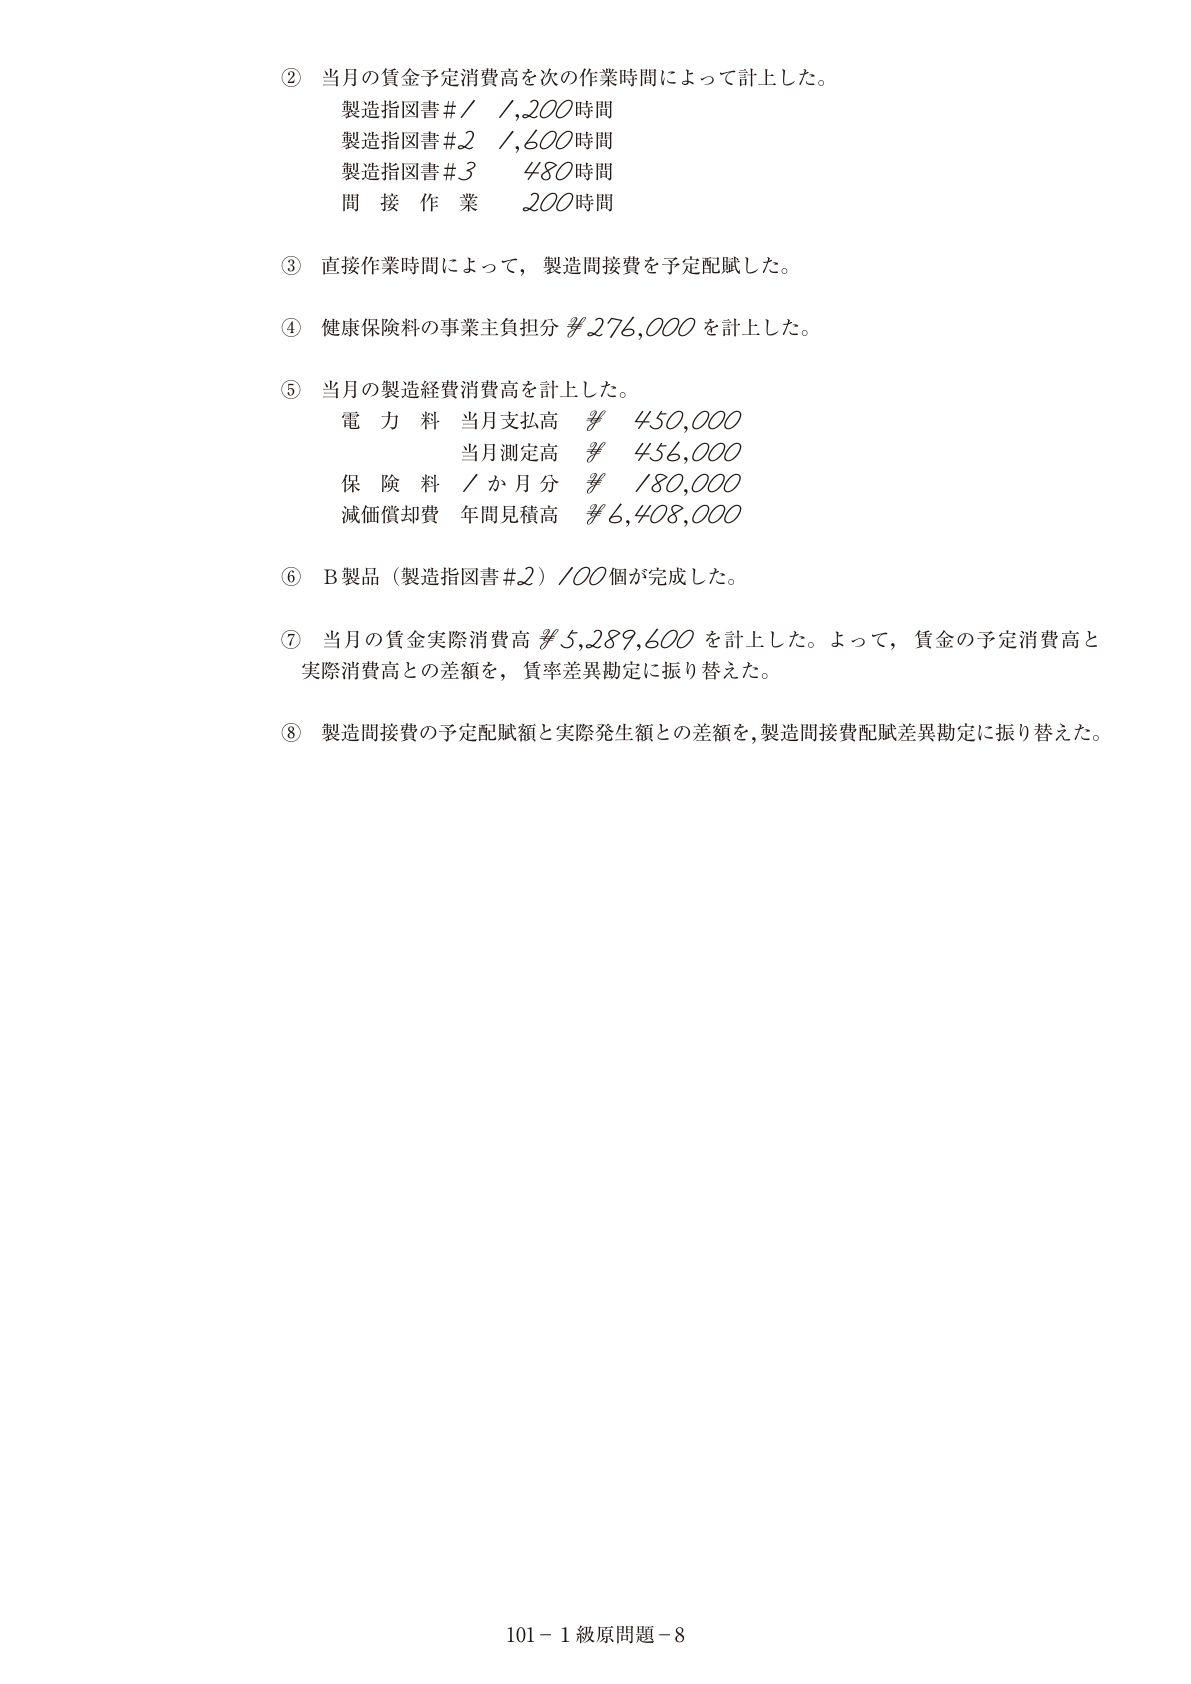 ②　当月の賃金予定消費高を次の作業時間によって計上した。
製造指図書#1　1,200時間
製造指図書#2　1,600時間
製造指図書#3　480時間
間　接　作　業　200時間
③　直接作業時間によって，製造間接費を予定配賦した。
④　健康保険料の事業主負担分 ¥276,000 を計上した。
⑤　当月の製造経費消費高を計上した。
電　力　料　当月支払高　¥　450,000
当月測定高　¥　456,000
保　険　料　1 か 月 分　¥　180,000
減価償却費　年間見積高　¥6,408,000
⑥　Ｂ製品（製造指図書#2）100個が完成した。
⑦　当月の賃金実際消費高 ¥5,289,600 を計上した。よって，賃金の予定消費高と
実際消費高との差額を，賃率差異勘定に振り替えた。
⑧　製造間接費の予定配賦額と実際発生額との差額を，製造間接費配賦差異勘定に振り替えた。
101－１級原問題－8